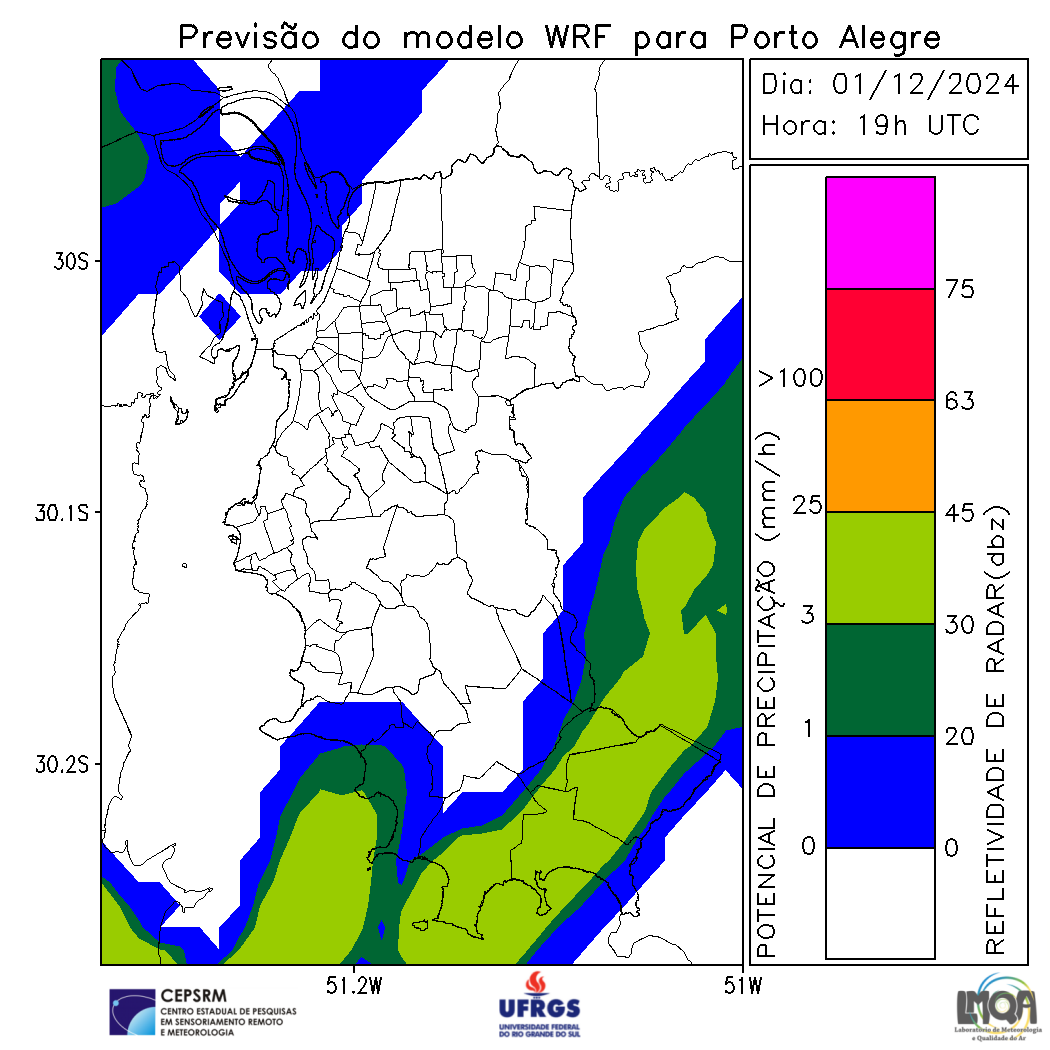 Previsão do modelo WRF para Porto Alegre
Dia: 01/12/2024
Hora: 19h UTC
30S
30.1S
30.2S
51.2W
51W
POTENCIAL DE PRECIPITAÇÃO (mm/h)
>100
25
3
1
0
75
63
45
30
20
0
REFLETIVIDADE DE RADAR(dbz)
CEPSRM
CENTRO ESTADUAL DE PESQUISAS
EM SENSORIAMENTO REMOTO
E METEOROLOGIA
UFRGS
UNIVERSIDADE FEDERAL
DO RIO GRANDE DO SUL
LMQA
Laboratório de Meteorologia
e Qualidade do Ar